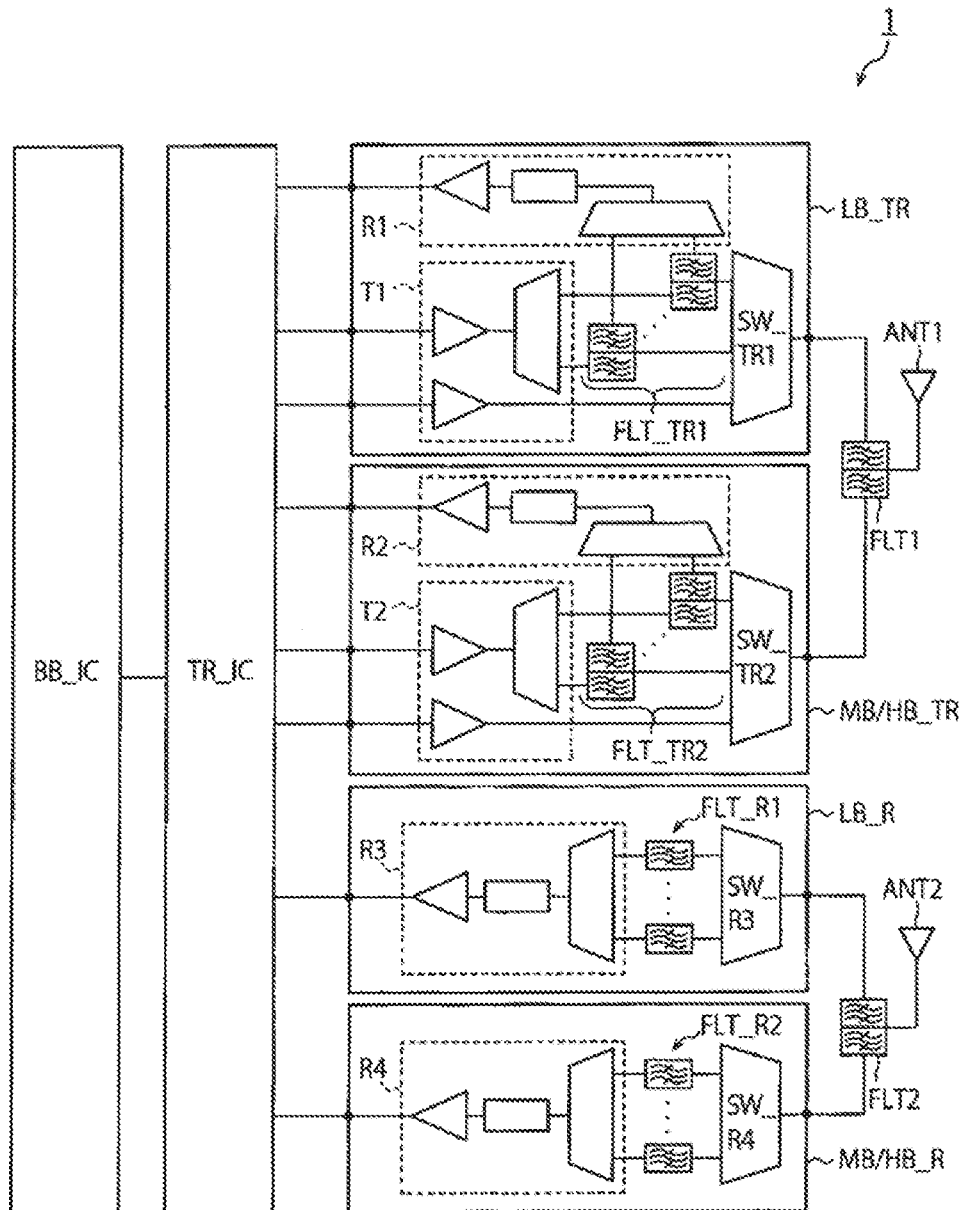 1
LB_TR
R1
T1
SW_
TR1
ANT1
FLT_TR1
FLT1
R2
T2
SW_
TR2
BB_IC
TR_IC
MB/HB_TR
FLT_TR2
LB_R
FLT_R1
R3
SW_
R3
ANT2
FLT_R2
R4
SW_
R4
FLT2
MB/HB_R